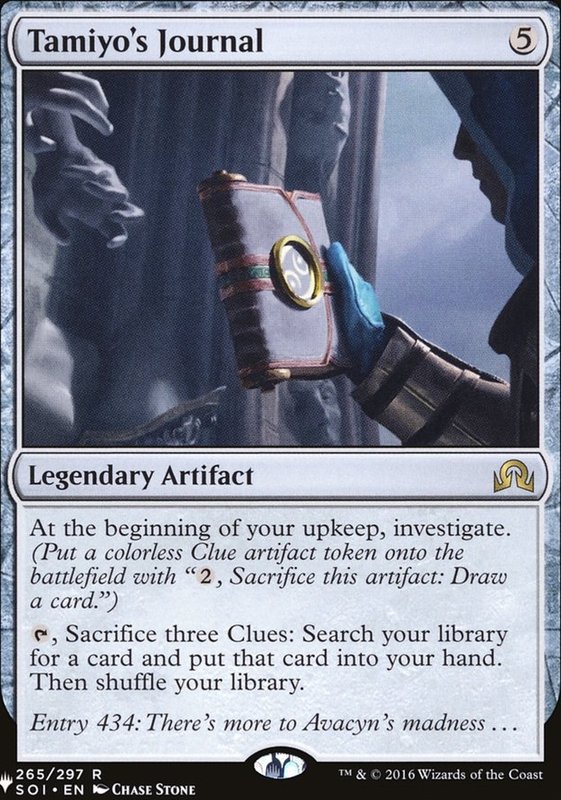 Tamiyo's Journal 5
Legendary Artifact
At the beginning of your upkeep, investigate.
(Put a colorless Clue artifact token onto the
battlefield with “2, Sacrifice this artifact: Draw
a card.”)
, Sacrifice three Clues: Search your library
for a card and put that card into your hand.
Then shuffle your library.
Entry 434: There's more to Avacyn's madness . . .
265/297 R
SOI • EN Chase Stone
™ & © 2016 Wizards of the Coast